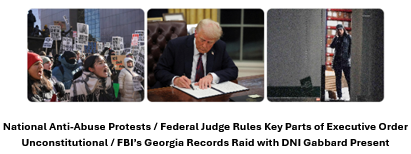 National Anti-Abuse Protests / Federal Judge Rules Key Parts of Executive Order
Unconstitutional / FBI's Georgia Records Raid with DNI Gabbard Present